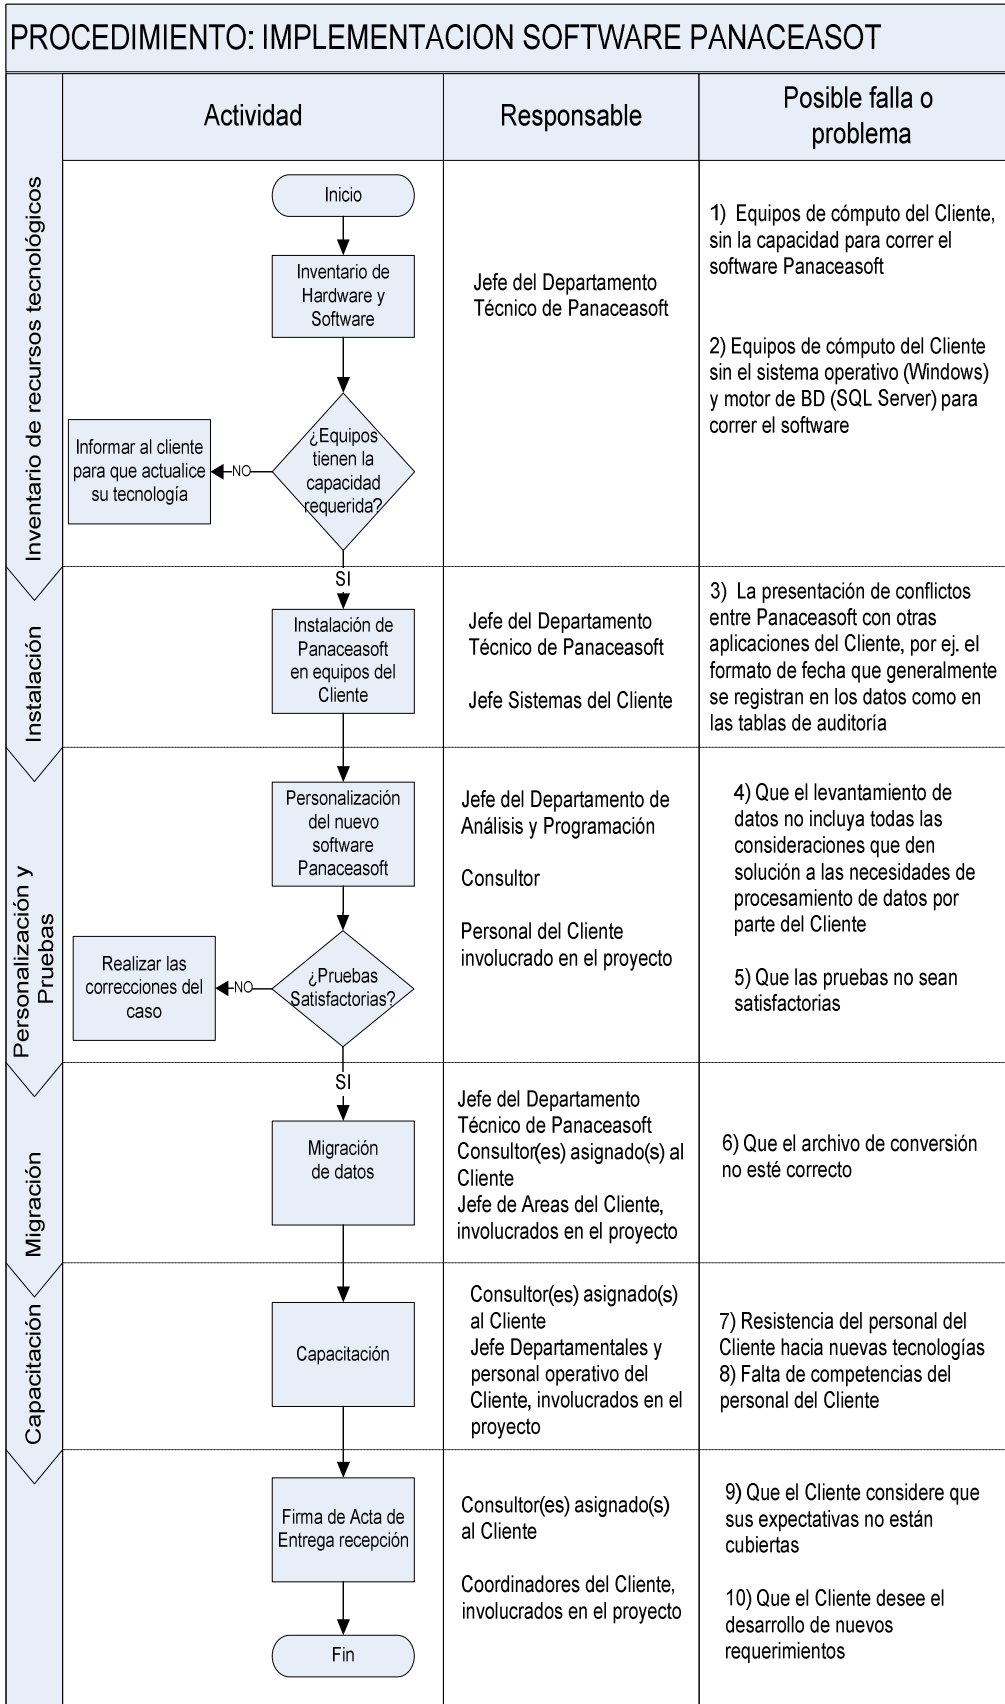 PROCEDIMIENTO: IMPLEMENTACION SOFTWARE PANACEASOT
Actividad
Responsable
Posible falla o
problema
Inventario de recursos tecnológicos
Inicio
Inventario de
Hardware y
Software
¿Equipos
tienen la
capacidad
requerida?
NO
Informar al cliente
para que actualice
su tecnología
SI
Jefe del Departamento
Técnico de Panaceasoft
1) Equipos de cómputo del Cliente,
sin la capacidad para correr el
software Panaceasoft
2) Equipos de cómputo del Cliente
sin el sistema operativo (Windows)
y motor de BD (SQL Server) para
correr el software
Instalación
Instalación de
Panaceasoft
en equipos del
Cliente
Jefe del Departamento
Técnico de Panaceasoft
Jefe Sistemas del Cliente
3) La presentación de conflictos
entre Panaceasoft con otras
aplicaciones del Cliente, por ej. el
formato de fecha que generalmente
se registran en los datos como en
las tablas de auditoría
Personalización y
Pruebas
Personalización
del nuevo
software
Panaceasoft
¿Pruebas
Satisfactorias?
NO
Realizar las
correcciones del
caso
SI
Jefe del Departamento de
Análisis y Programación
Consultor
Personal del Cliente
involucrado en el proyecto
4) Que el levantamiento de
datos no incluya todas las
consideraciones que den
solución a las necesidades de
procesamiento de datos por
parte del Cliente
5) Que las pruebas no sean
satisfactorias
Migración
Migración
de datos
Jefe del Departamento
Técnico de Panaceasoft
Consultor(es) asignado(s) al
Cliente
Jefe de Areas del Cliente,
involucrados en el proyecto
6) Que el archivo de conversión
no esté correcto
Capacitación
Capacitación
Consultor(es) asignado(s)
al Cliente
Jefe Departamentales y
personal operativo del
Cliente, involucrados en el
proyecto
7) Resistencia del personal del
Cliente hacia nuevas tecnologías
8) Falta de competencias del
personal del Cliente
Firma de Acta de
Entrega recepción
Fin
Consultor(es) asignado(s)
al Cliente
Coordinadores del Cliente,
involucrados en el proyecto
9) Que el Cliente considere que
sus expectativas no están
cubiertas
10) Que el Cliente desee el
desarrollo de nuevos
requerimientos